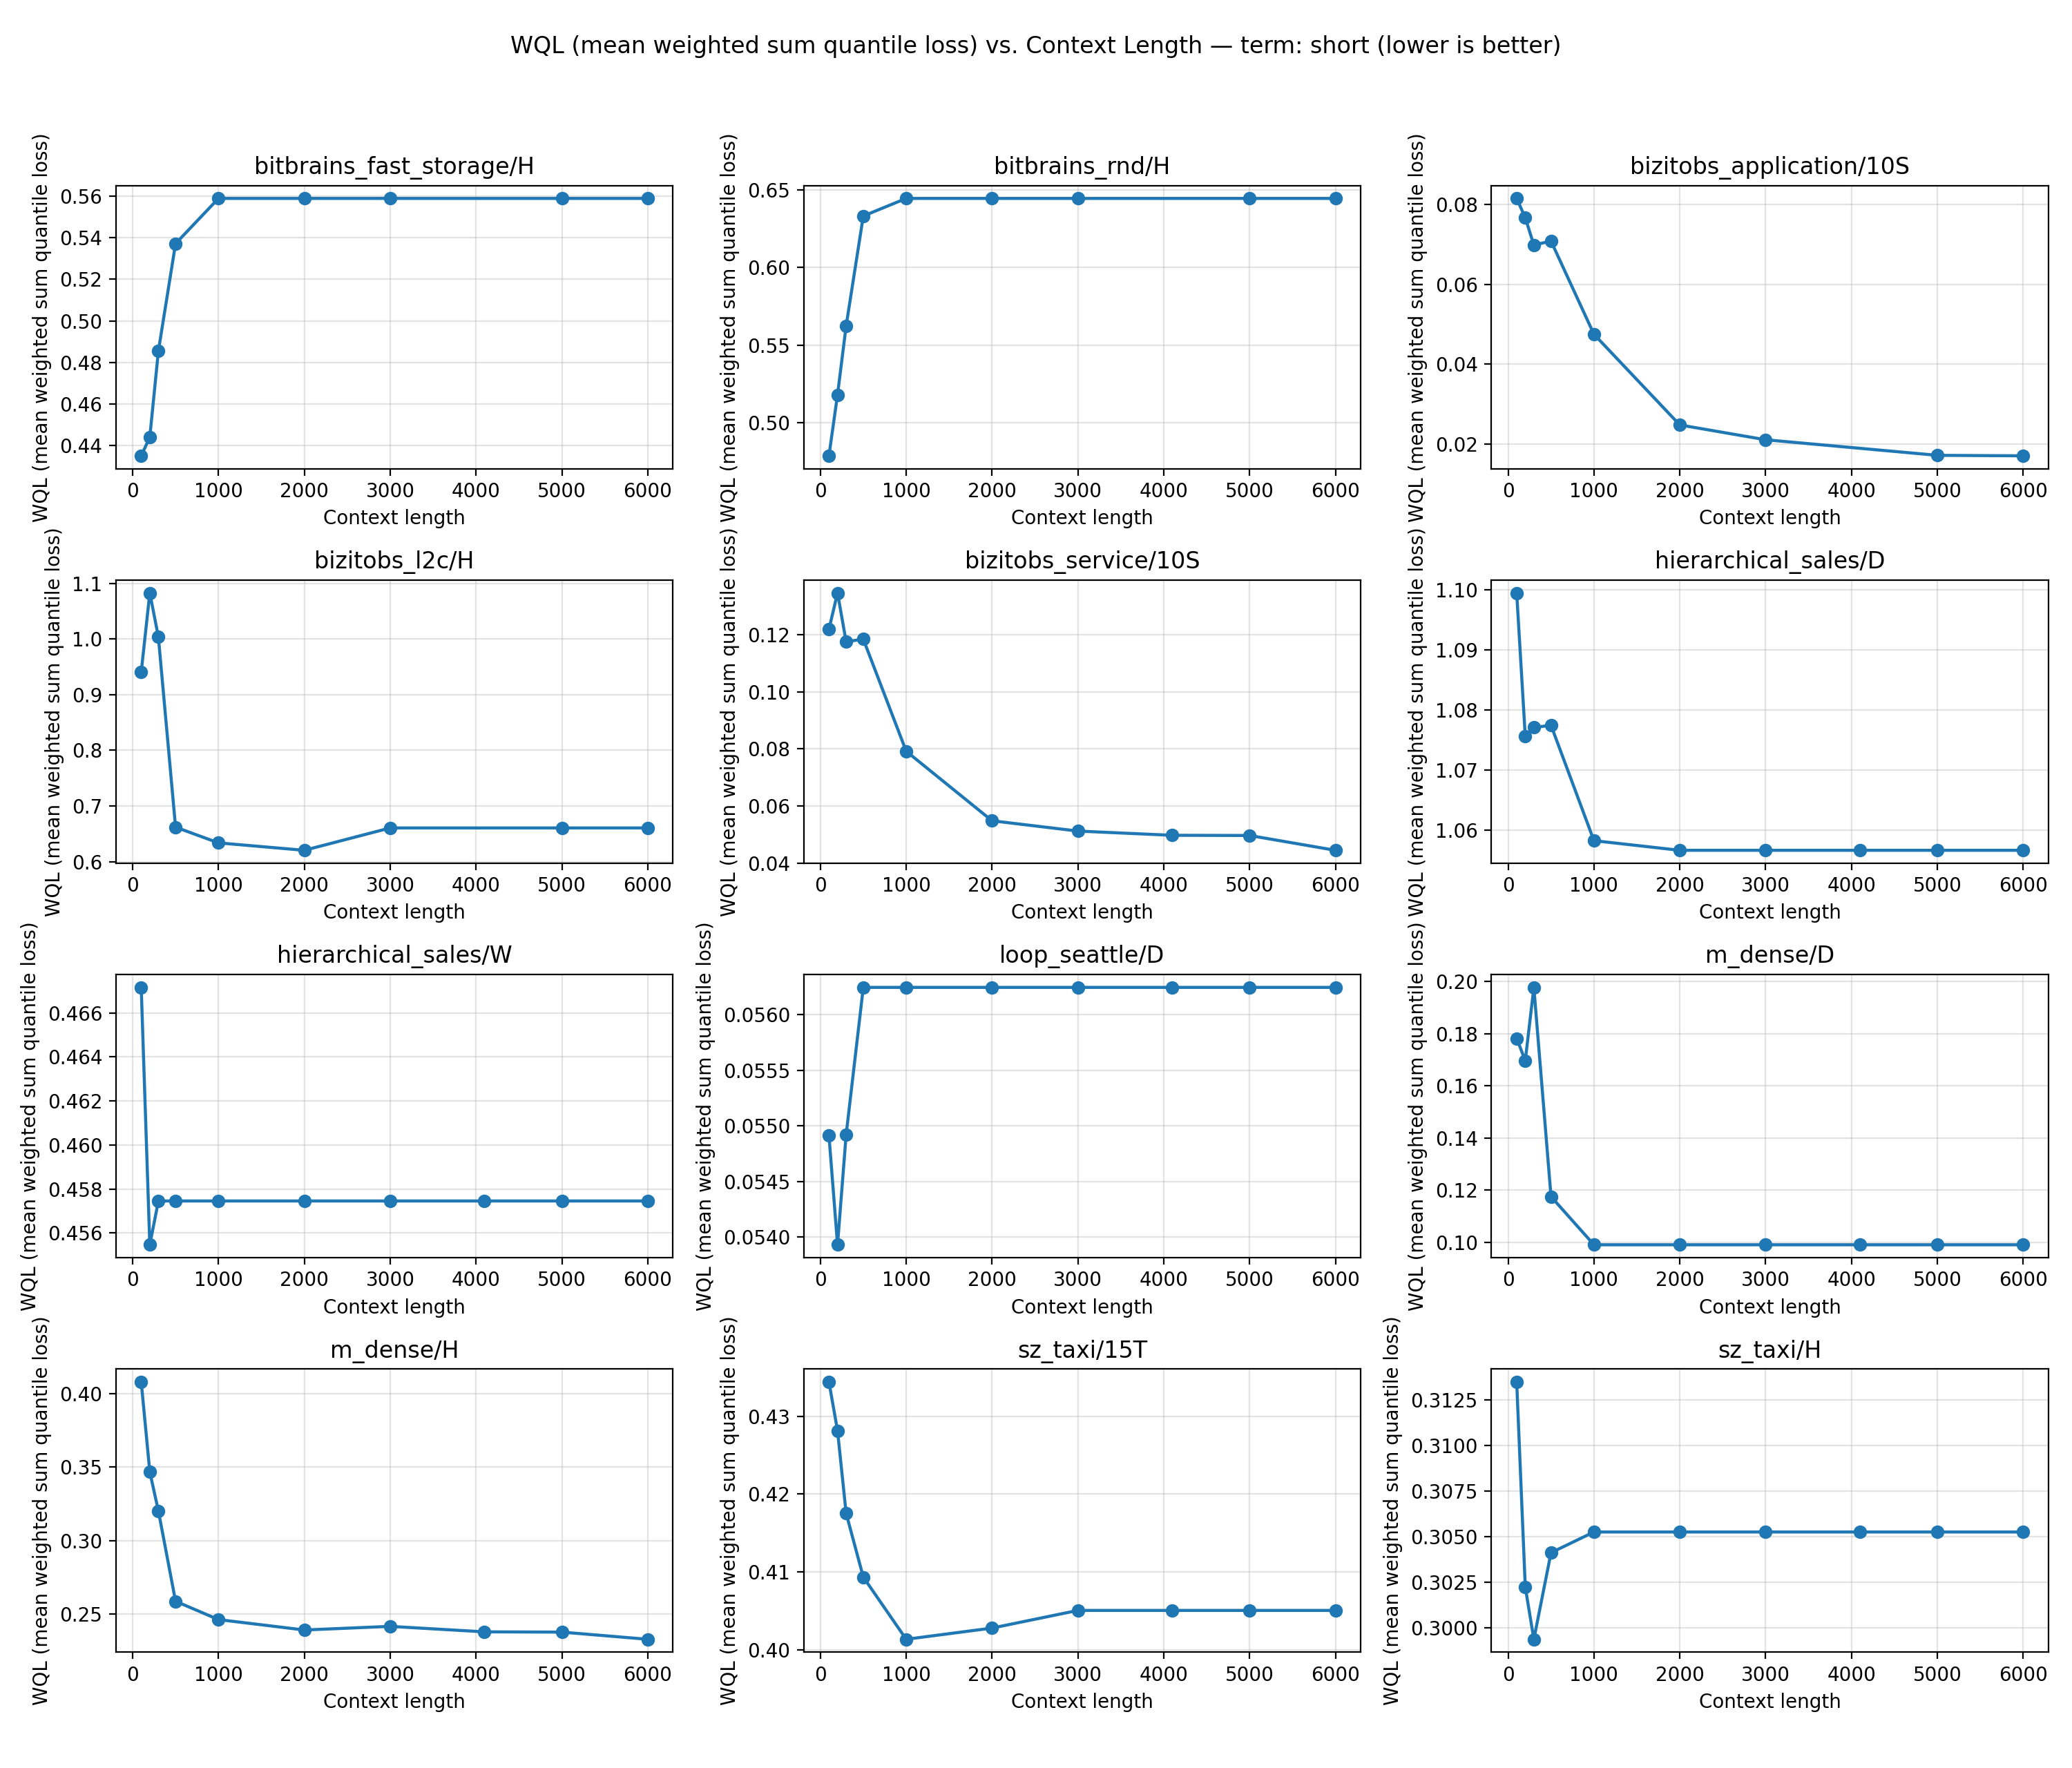 WQL (mean weighted sum quantile loss) vs. Context Length — term: short (lower is better)
bitbrains_fast_storage/H
WQL (mean weighted sum quantile loss)
0.56
0.54
0.52
0.50
0.48
0.46
0.44
0 1000 2000 3000 4000 5000 6000
Context length
bitbrains_rnd/H
WQL (mean weighted sum quantile loss)
0.65
0.60
0.55
0.50
0 1000 2000 3000 4000 5000 6000
Context length
bizitobs_application/10S
WQL (mean weighted sum quantile loss)
0.08
0.06
0.04
0.02
0 1000 2000 3000 4000 5000 6000
Context length
bizitobs_l2c/H
WQL (mean weighted sum quantile loss)
1.1
1.0
0.9
0.8
0.7
0.6
0 1000 2000 3000 4000 5000 6000
Context length
bizitobs_service/10S
WQL (mean weighted sum quantile loss)
0.12
0.10
0.08
0.06
0.04
0 1000 2000 3000 4000 5000 6000
Context length
hierarchical_sales/D
WQL (mean weighted sum quantile loss)
1.10
1.09
1.08
1.07
1.06
0 1000 2000 3000 4000 5000 6000
Context length
hierarchical_sales/W
WQL (mean weighted sum quantile loss)
0.466
0.464
0.462
0.460
0.458
0.456
0 1000 2000 3000 4000 5000 6000
Context length
loop_seattle/D
WQL (mean weighted sum quantile loss)
0.0560
0.0555
0.0550
0.0545
0.0540
0 1000 2000 3000 4000 5000 6000
Context length
m_dense/D
WQL (mean weighted sum quantile loss)
0.20
0.18
0.16
0.14
0.12
0.10
0 1000 2000 3000 4000 5000 6000
Context length
m_dense/H
WQL (mean weighted sum quantile loss)
0.40
0.35
0.30
0.25
0 1000 2000 3000 4000 5000 6000
Context length
sz_taxi/15T
WQL (mean weighted sum quantile loss)
0.43
0.42
0.41
0.40
0 1000 2000 3000 4000 5000 6000
Context length
sz_taxi/H
WQL (mean weighted sum quantile loss)
0.3125
0.3100
0.3075
0.3050
0.3025
0.3000
0 1000 2000 3000 4000 5000 6000
Context length